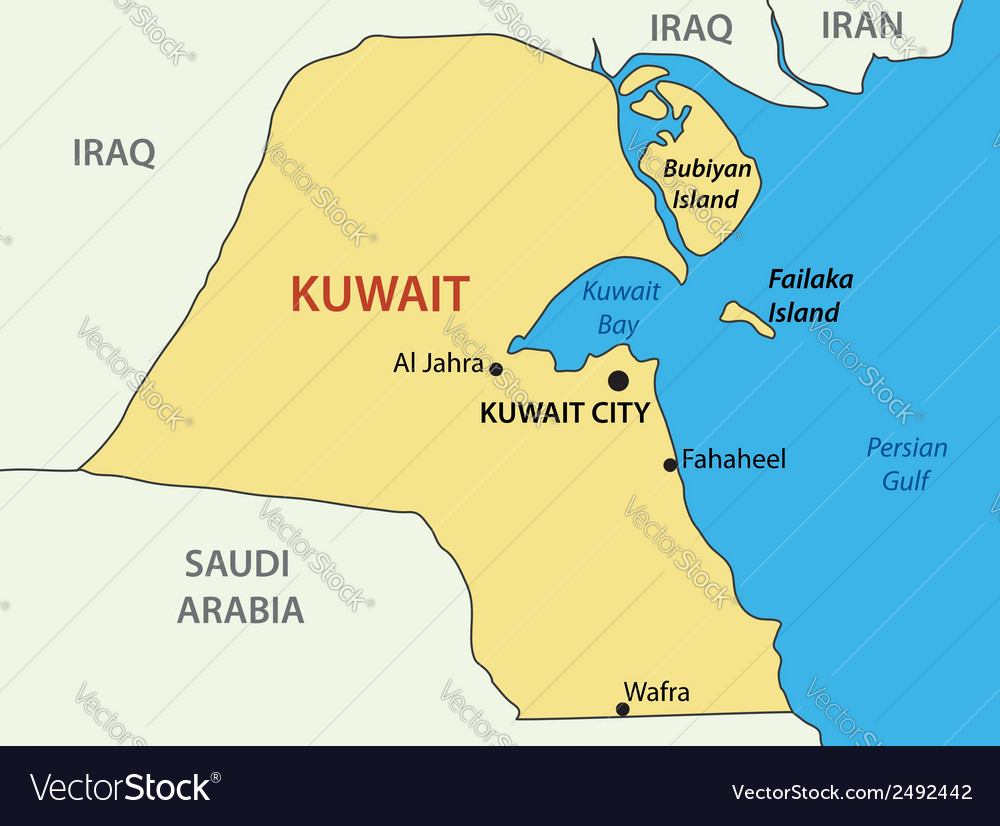 IRAQ
IRAN
IRAQ
Bubiyan
Island
KUWAIT
Kuwait
Bay
Failaka
Island
Al Jahra
KUWAIT CITY
Fahaheel
Persian
Gulf
SAUDI
ARABIA
Wafra
VectorStock®
VectorStock.com/2492442